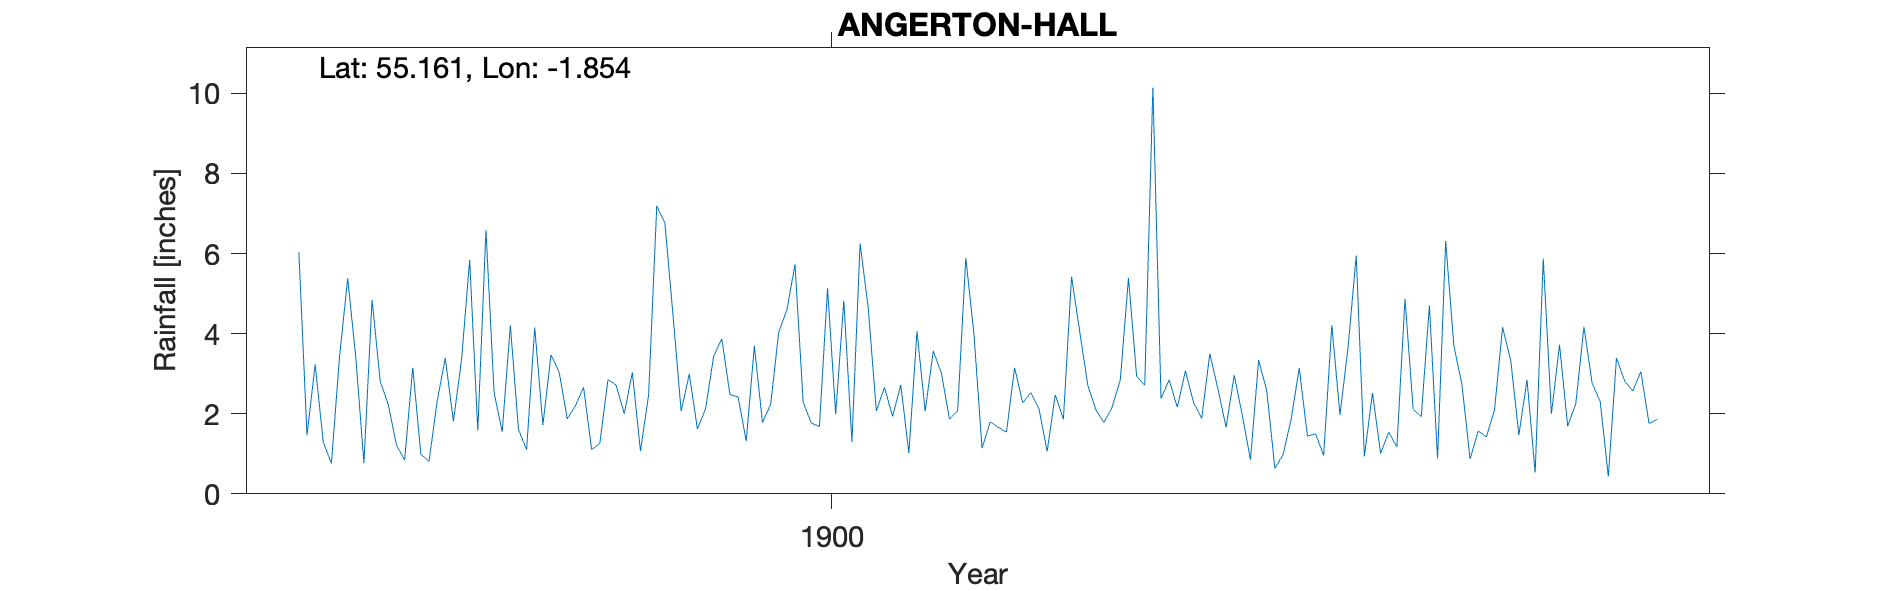 ANGERTON-HALL
Lat: 55.161, Lon: -1.854
10
8
6
4
2
0
Rainfall [inches]
1900
Year